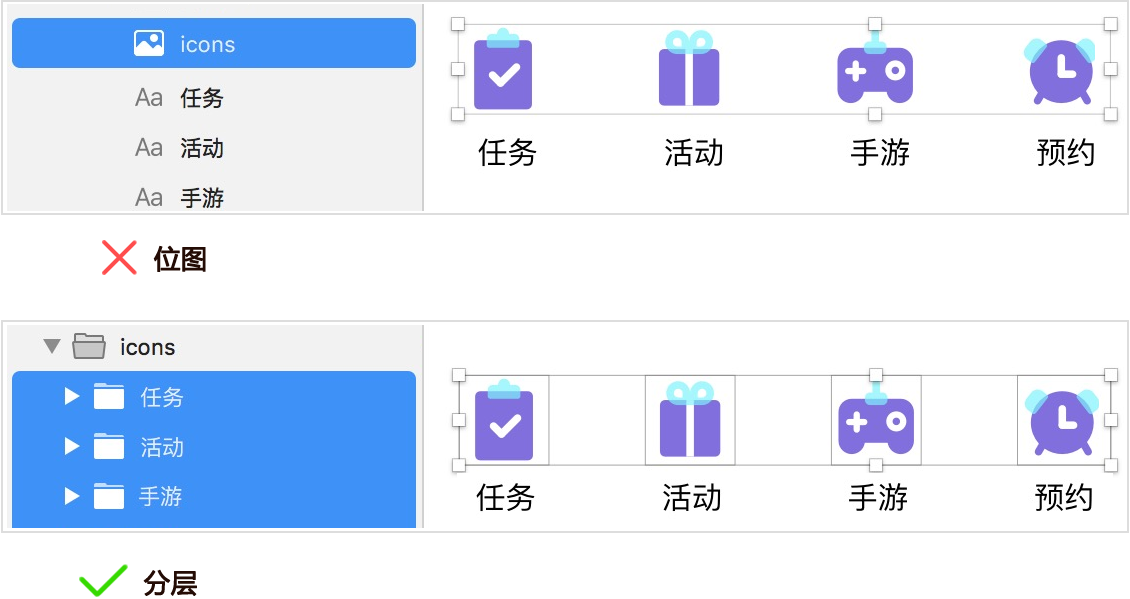 icons
Aa 任务
Aa 活动
Aa 手游
任务 活动 手游 预约
位图
icons
任务
活动
手游
任务 活动 手游 预约
分层